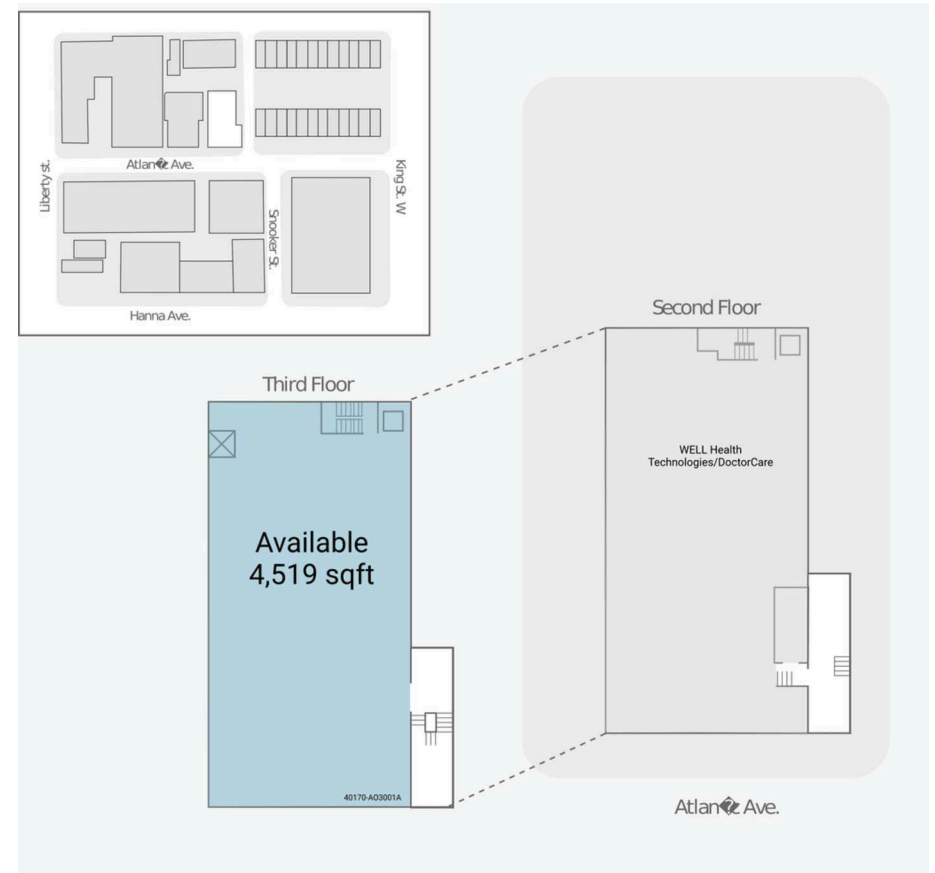 Liberty st.
Atlan� Ave.
King St. W
Snooker St.
Hanna Ave.
Second Floor
Third Floor
WELL Health
Technologies/DoctorCare
Available
4,519 sqft
40170-AO3001A
Atlan� Ave.